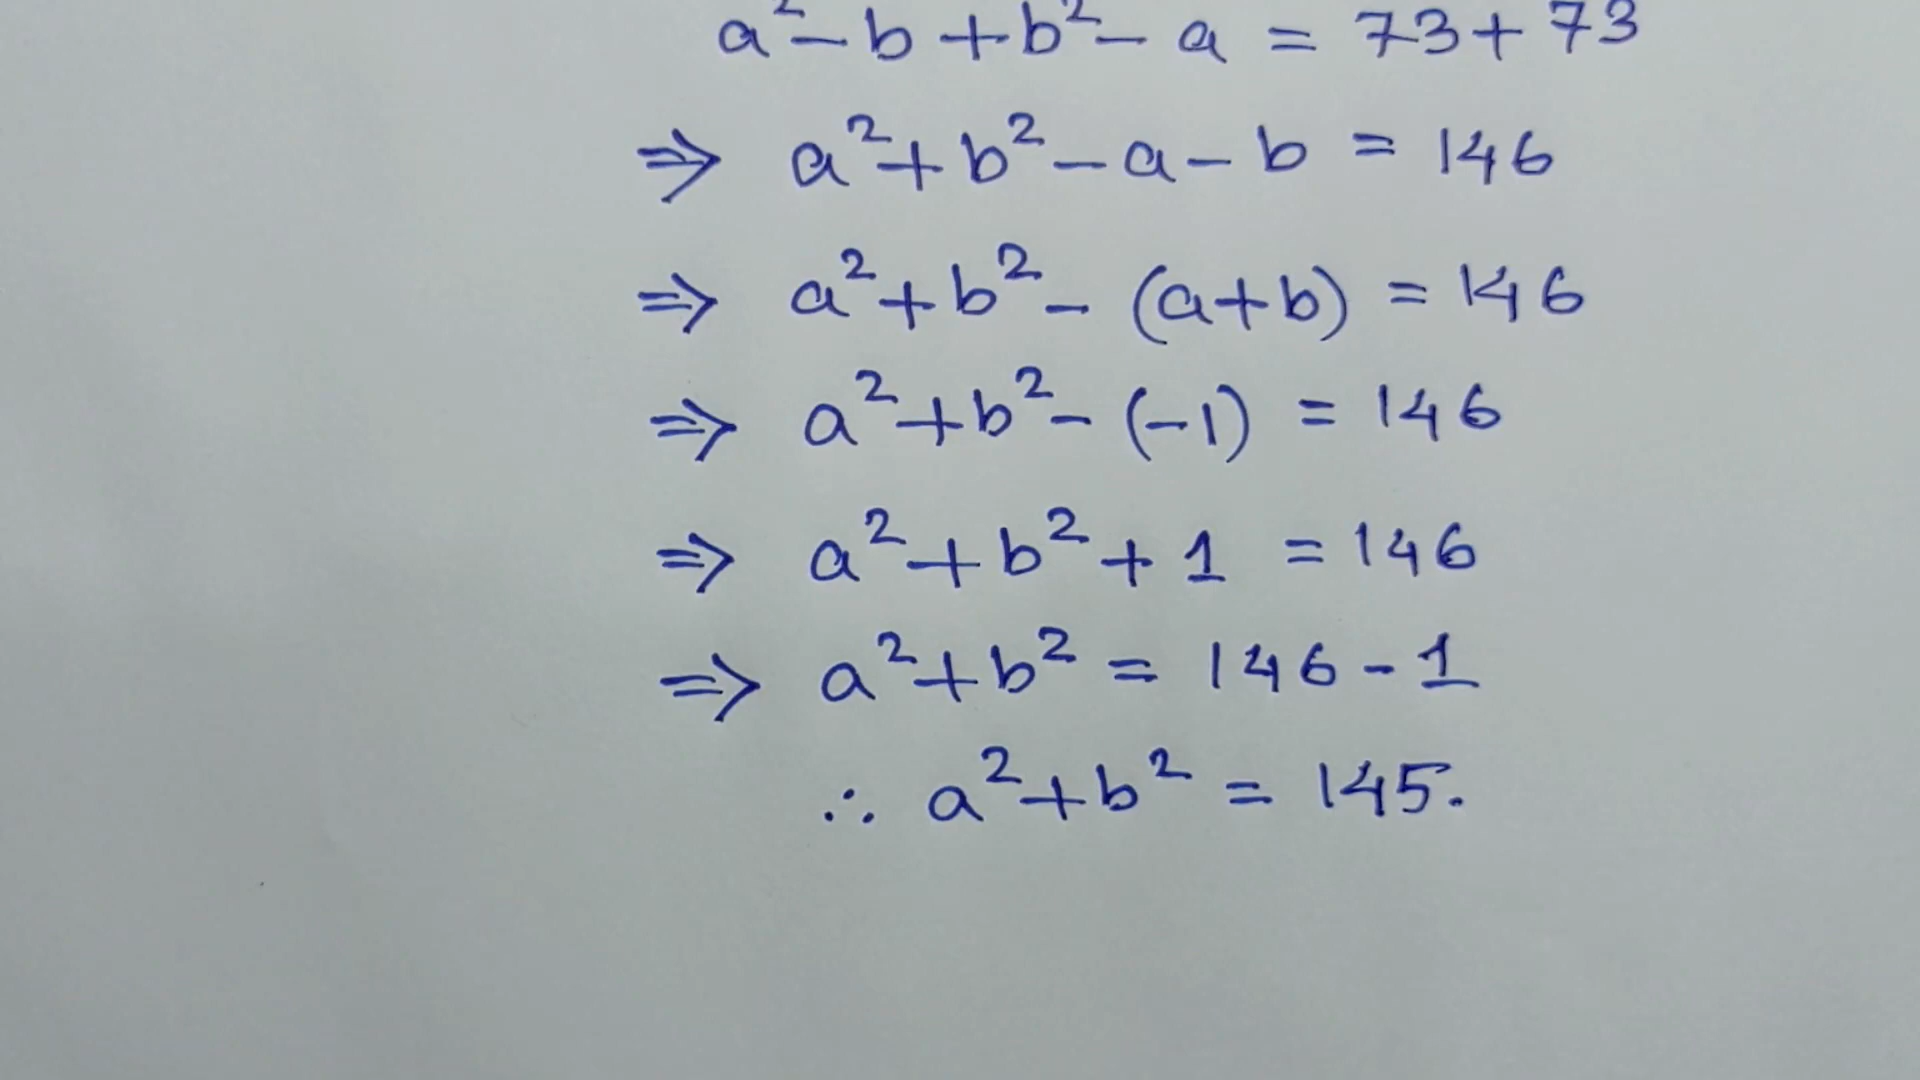 a² - b + b² - a = 73 + 73
⇒ a² + b² - a - b = 146
⇒ a² + b² - (a+b) = 146
⇒ a² + b² - (-1) = 146
⇒ a² + b² + 1 = 146
⇒ a² + b² = 146 - 1
∴ a² + b² = 145.